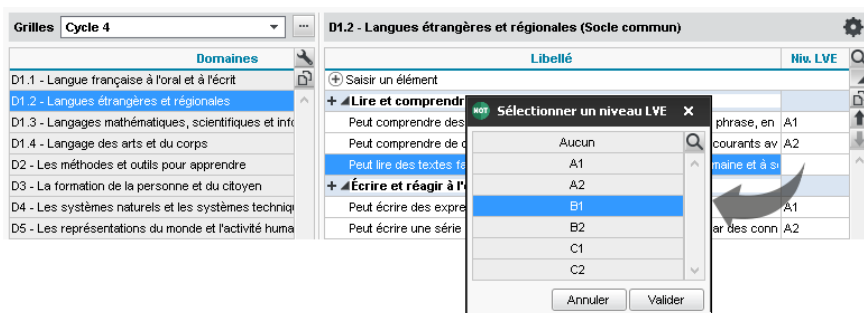 Grilles Cycle 4 ...
Domaines
D1.1 - Langue française à l'oral et à l'écrit
D1.2 - Langues étrangères et régionales
D1.3 - Langages mathématiques, scientifiques et info
D1.4 - Langage des arts et du corps
D2 - Les méthodes et outils pour apprendre
D3 - La formation de la personne et du citoyen
D4 - Les systèmes naturels et les systèmes techniq
D5 - Les représentations du monde et l'activité huma
D1.2 - Langues étrangères et régionales (Socle commun)
Libellé Niv. LVE
Saisir un élément
Lire et comprendr
Peut comprendre des phrase, en A1
Peut comprendre de courants av A2
Peut lire des textes fa maine et à s
Écrire et réagir à l'
Peut écrire des expre A1
Peut écrire une série ar des conn A2
NOT Sélectionner un niveau LVE
Aucun
A1
A2
B1
B2
C1
C2
Annuler Valider